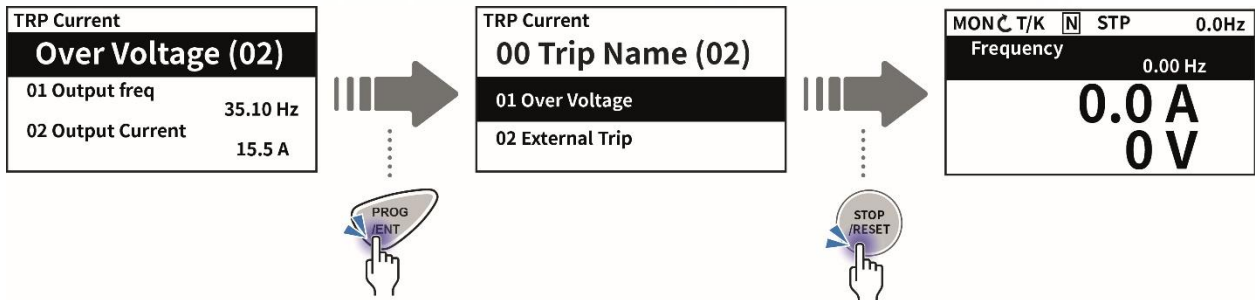 TRP Current
Over Voltage (02)
01 Output freq
35.10 Hz
02 Output Current
15.5 A
PROG
/ENT
TRP Current
00 Trip Name (02)
01 Over Voltage
02 External Trip
STOP
/RESET
MON T/K N STP 0.0Hz
Frequency
0.00 Hz
0.0 A
0 V